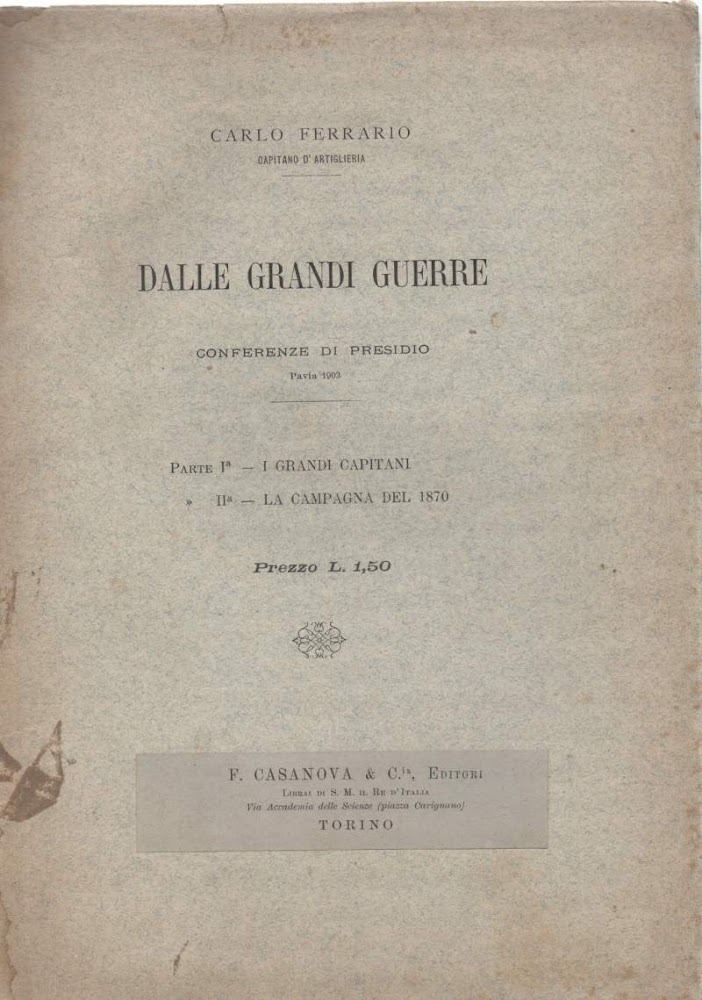 CARLO FERRARIO
CAPITANO D'ARTIGLIERIA
DALLE GRANDI GUERRE
CONFERENZE DI PRESIDIO
Pavia 1903
PARTE Iª — I GRANDI CAPITANI
» IIª — LA CAMPAGNA DEL 1870
Prezzo L. 1,50
F. CASANOVA & C.ia, EDITORI
LIBRAI DI S. M. IL RE D'ITALIA
Via Accademia delle Scienze (piazza Carignano)
TORINO